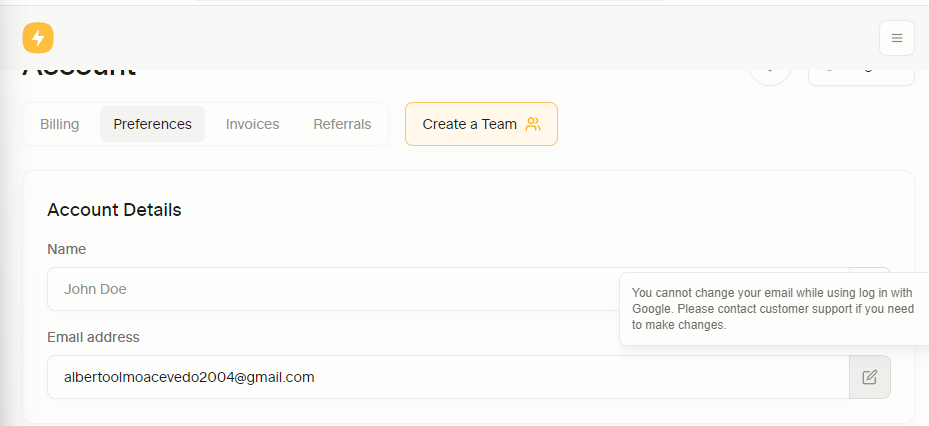 Account
Billing
Preferences
Invoices
Referrals
Create a Team
Account Details
Name
John Doe
You cannot change your email while using log in with
Google. Please contact customer support if you need
to make changes.
Email address
albertoolmoacevedo2004@gmail.com